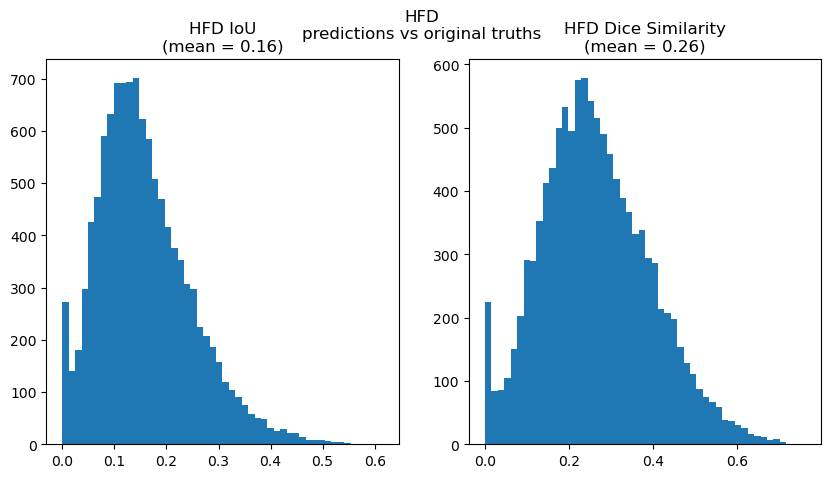 HFD
predictions vs original truths
HFD IoU
(mean = 0.16)
700
600
500
400
300
200
100
0
0.0 0.1 0.2 0.3 0.4 0.5 0.6
HFD Dice Similarity
(mean = 0.26)
600
500
400
300
200
100
0
0.0 0.2 0.4 0.6